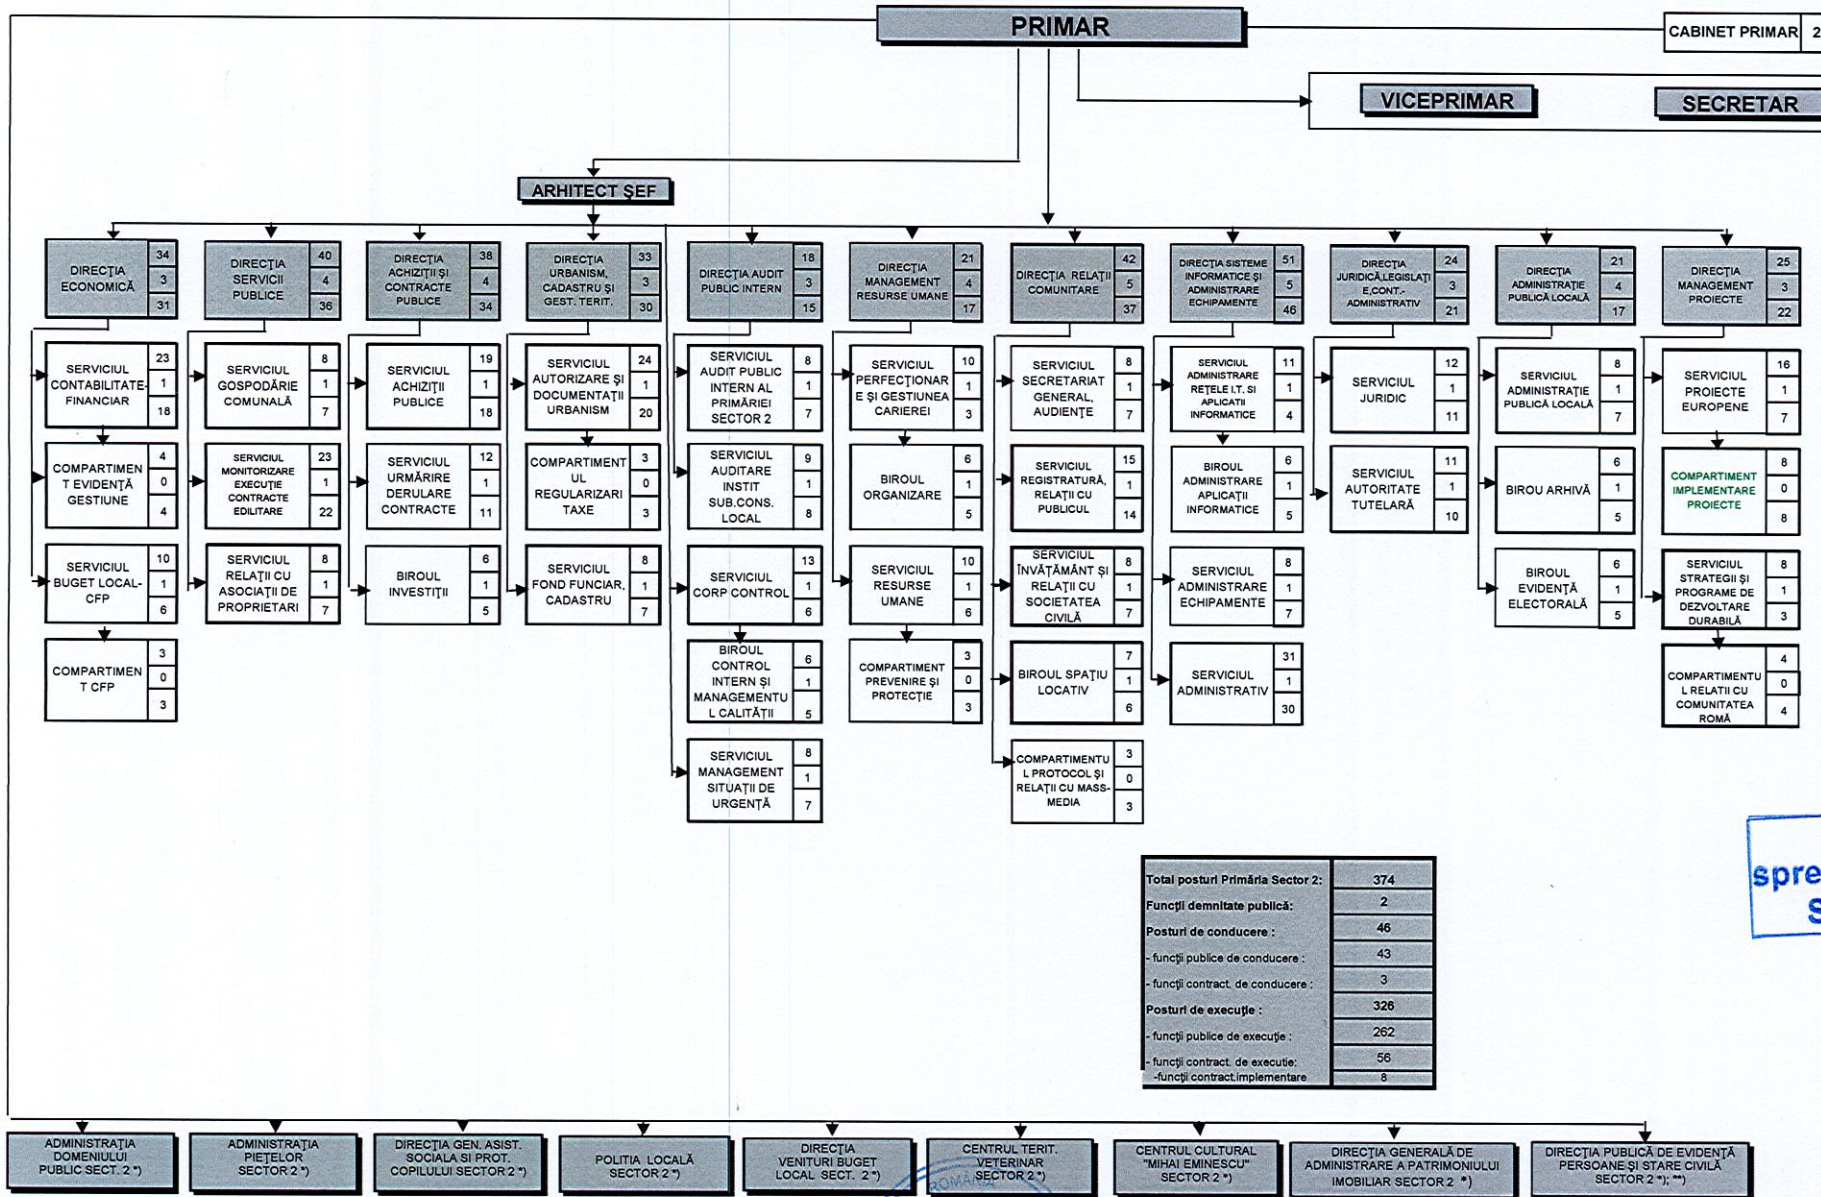 PRIMAR
CABINET PRIMAR 2
VICEPRIMAR
SECRETAR
ARHITECT ŞEF
DIRECŢIA
ECONOMICĂ
34
3
31
DIRECŢIA
SERVICII
PUBLICE
40
4
36
DIRECŢIA
ACHIZIŢII ŞI
CONTRACTE
PUBLICE
38
4
34
DIRECŢIA
URBANISM,
CADASTRU ŞI
GEST. TERIT.
33
3
30
DIRECŢIA AUDIT
PUBLIC INTERN
18
3
15
DIRECŢIA
MANAGEMENT
RESURSE UMANE
21
4
17
DIRECŢIA RELAŢII
COMUNITARE
42
5
37
DIRECŢIA SISTEME
INFORMATICE ŞI
ADMINISTRARE
ECHIPAMENTE
51
5
46
DIRECŢIA
JURIDICĂ,LEGISLAŢI
E,CONT.-
ADMINISTRATIV
24
3
21
DIRECŢIA
ADMINISTRAŢIE
PUBLICĂ LOCALĂ
21
4
17
DIRECŢIA
MANAGEMENT
PROIECTE
25
3
22
SERVICIUL
CONTABILITATE-
FINANCIAR
23
1
18
SERVICIUL
GOSPODĂRIE
COMUNALĂ
8
1
7
SERVICIUL
ACHIZIŢII
PUBLICE
19
1
18
SERVICIUL
AUTORIZARE ŞI
DOCUMENTAŢII
URBANISM
24
1
20
SERVICIUL
AUDIT PUBLIC
INTERN AL
PRIMĂRIEI
SECTOR 2
8
1
7
SERVICIUL
PERFECŢIONAR
E ŞI GESTIUNEA
CARIEREI
10
1
3
SERVICIUL
SECRETARIAT
GENERAL,
AUDIENŢE
8
1
7
SERVICIUL
ADMINISTRARE
REŢELE I.T. SI
APLICATII
INFORMATICE
11
1
4
SERVICIUL
JURIDIC
12
1
11
SERVICIUL
ADMINISTRAŢIE
PUBLICĂ LOCALĂ
8
1
7
SERVICIUL
PROIECTE
EUROPENE
16
1
7
COMPARTIMEN
T EVIDENŢĂ
GESTIUNE
4
0
4
SERVICIUL
MONITORIZARE
EXECUŢIE
CONTRACTE
EDILITARE
23
1
22
SERVICIUL
URMĂRIRE
DERULARE
CONTRACTE
12
1
11
COMPARTIMENT
UL
REGULARIZARI
TAXE
3
0
3
SERVICIUL
AUDITARE
INSTIT
SUB.CONS.
LOCAL
9
1
8
BIROUL
ORGANIZARE
6
1
5
SERVICIUL
REGISTRATURĂ,
RELAŢII CU
PUBLICUL
15
1
14
BIROUL
ADMINISTRARE
APLICAŢII
INFORMATICE
6
1
5
SERVICIUL
AUTORITATE
TUTELARĂ
11
1
10
BIROU ARHIVĂ
6
1
5
COMPARTIMENT
IMPLEMENTARE
PROIECTE
8
0
8
SERVICIUL
BUGET LOCAL-
CFP
10
1
6
SERVICIUL
RELAŢII CU
ASOCIAŢII DE
PROPRIETARI
8
1
7
BIROUL
INVESTIŢII
6
1
5
SERVICIUL
FOND FUNCIAR,
CADASTRU
8
1
7
SERVICIUL
CORP CONTROL
13
1
6
SERVICIUL
RESURSE
UMANE
10
1
6
SERVICIUL
ÎNVĂŢĂMÂNT ŞI
RELAŢII CU
SOCIETATEA
CIVILĂ
8
1
7
SERVICIUL
ADMINISTRARE
ECHIPAMENTE
8
1
7
BIROUL
EVIDENŢĂ
ELECTORALĂ
6
1
5
SERVICIUL
STRATEGII ŞI
PROGRAME DE
DEZVOLTARE
DURABILĂ
8
1
3
COMPARTIMEN
T CFP
3
0
3
BIROUL
CONTROL
INTERN ŞI
MANAGEMENTU
L CALITĂŢII
6
1
5
COMPARTIMENT
PREVENIRE ŞI
PROTECŢIE
3
0
3
BIROUL SPAŢIU
LOCATIV
7
1
6
SERVICIUL
ADMINISTRATIV
31
1
30
COMPARTIMENTU
L RELATII CU
COMUNITATEA
ROMĂ
4
0
4
SERVICIUL
MANAGEMENT
SITUAŢII DE
URGENŢĂ
8
1
7
COMPARTIMENTU
L PROTOCOL ŞI
RELAŢII CU MASS-
MEDIA
3
0
3
spre
S
Total posturi Primăria Sector 2: 374
Funcţii demnitate publică: 2
Posturi de conducere : 46
- funcţii publice de conducere : 43
- funcţii contract. de conducere : 3
Posturi de execuţie : 326
- funcţii publice de execuţie : 262
- funcţii contract. de executie: 56
-funcţii contract.implementare 8
ADMINISTRAŢIA
DOMENIULUI
PUBLIC SECT. 2 *)
ADMINISTRAŢIA
PIEŢELOR
SECTOR 2 *)
DIRECŢIA GEN. ASIST.
SOCIALA SI PROT.
COPILULUI SECTOR 2 *)
POLITIA LOCALĂ
SECTOR 2 *)
DIRECŢIA
VENITURI BUGET
LOCAL SECT. 2 *)
CENTRUL TERIT.
VETERINAR
SECTOR 2 *)
CENTRUL CULTURAL
"MIHAI EMINESCU"
SECTOR 2 *)
DIRECŢIA GENERALĂ DE
ADMINISTRARE A PATRIMONIULUI
IMOBILIAR SECTOR 2 *)
DIRECŢIA PUBLICĂ DE EVIDENŢĂ
PERSOANE ŞI STARE CIVILĂ
SECTOR 2 *); **)
ROMÂNIA